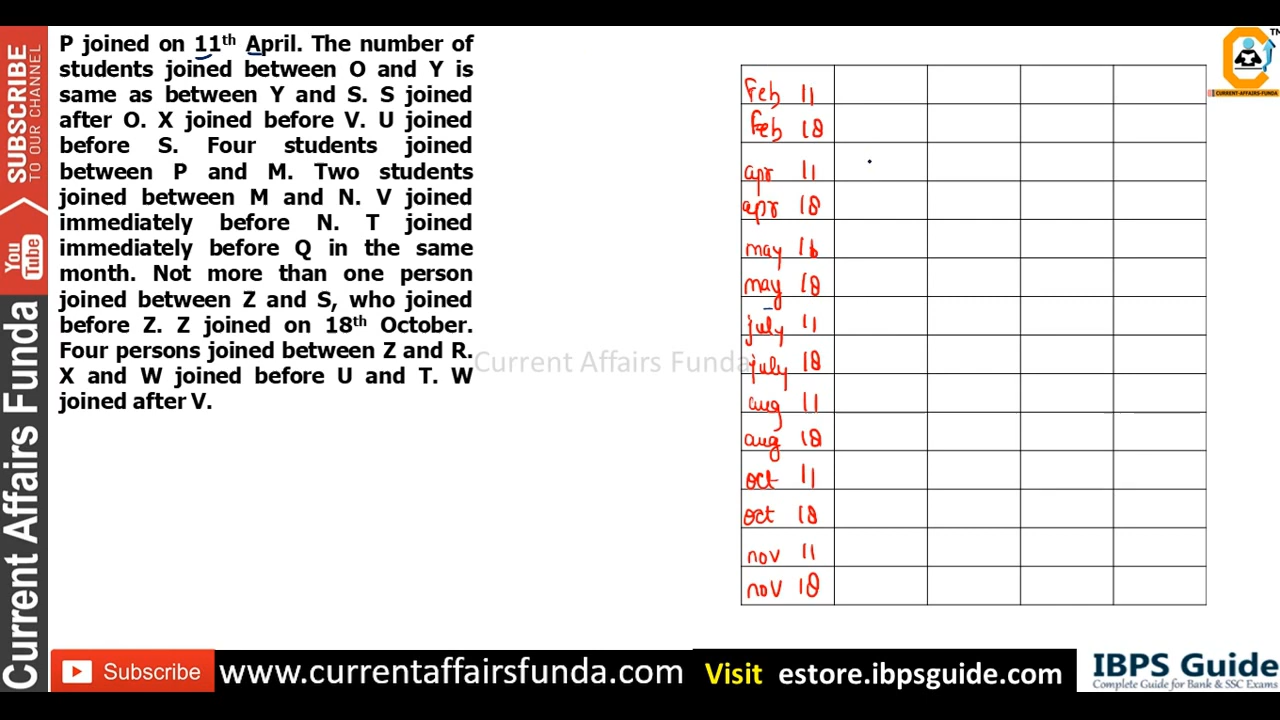 P joined on 11th April. The number of
students joined between O and Y is
same as between Y and S. S joined
after O. X joined before V. U joined
before S. Four students joined
between P and M. Two students
joined between M and N. V joined
immediately before N. T joined
immediately before Q in the same
month. Not more than one person
joined between Z and S, who joined
before Z. Z joined on 18th October.
Four persons joined between Z and R.
X and W joined before U and T. W
joined after V.
Feb 11
Feb 18
apr 11
apr 18
may 11
may 18
july 11
july 18
aug 11
aug 18
oct 11
oct 18
nov 11
nov 18
Current Affairs Funda
SUBSCRIBE
TO OUR CHANNEL
You
Tube
Current Affairs Funda
TM
CURRENT-AFFAIRS-FUNDA
Subscribe
www.currentaffairsfunda.com
Visit estore.ibpsguide.com
IBPS Guide
Complete Guide for Bank & SSC Exams